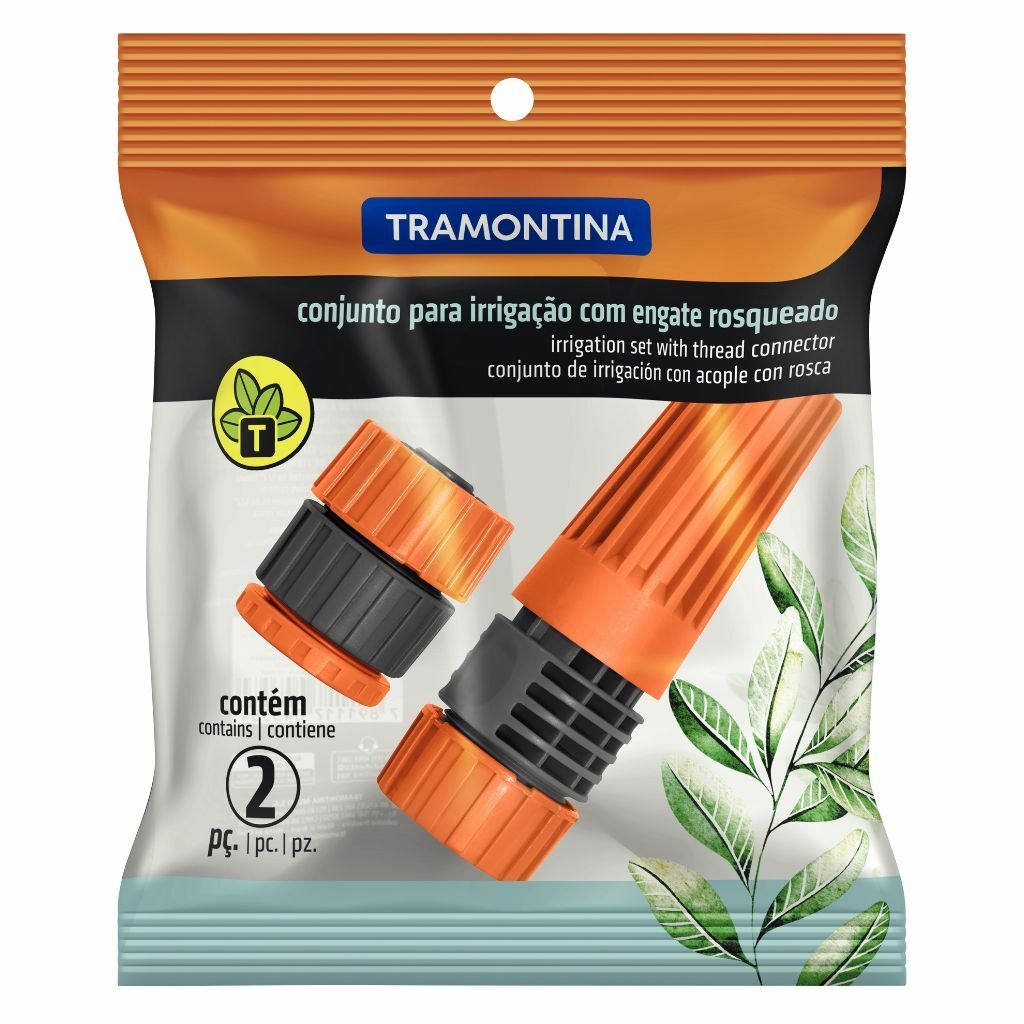 TRAMONTINA
conjunto para irrigação com engate rosqueado
irrigation set with thread connector
conjunto de irrigación con acople con rosca
T
contém
contains | contiene
2
pç. | pc. | pz.